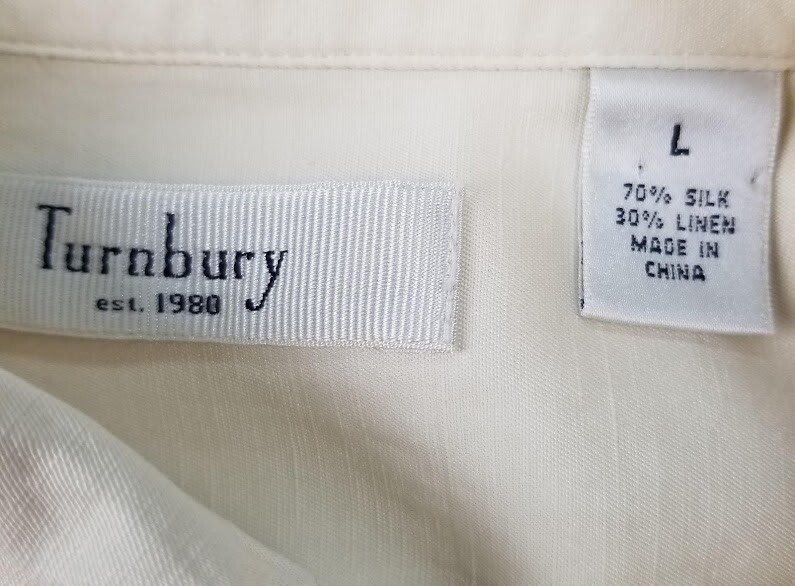 Turnbury
est. 1980
L
70% SILK
30% LINEN
MADE IN
CHINA